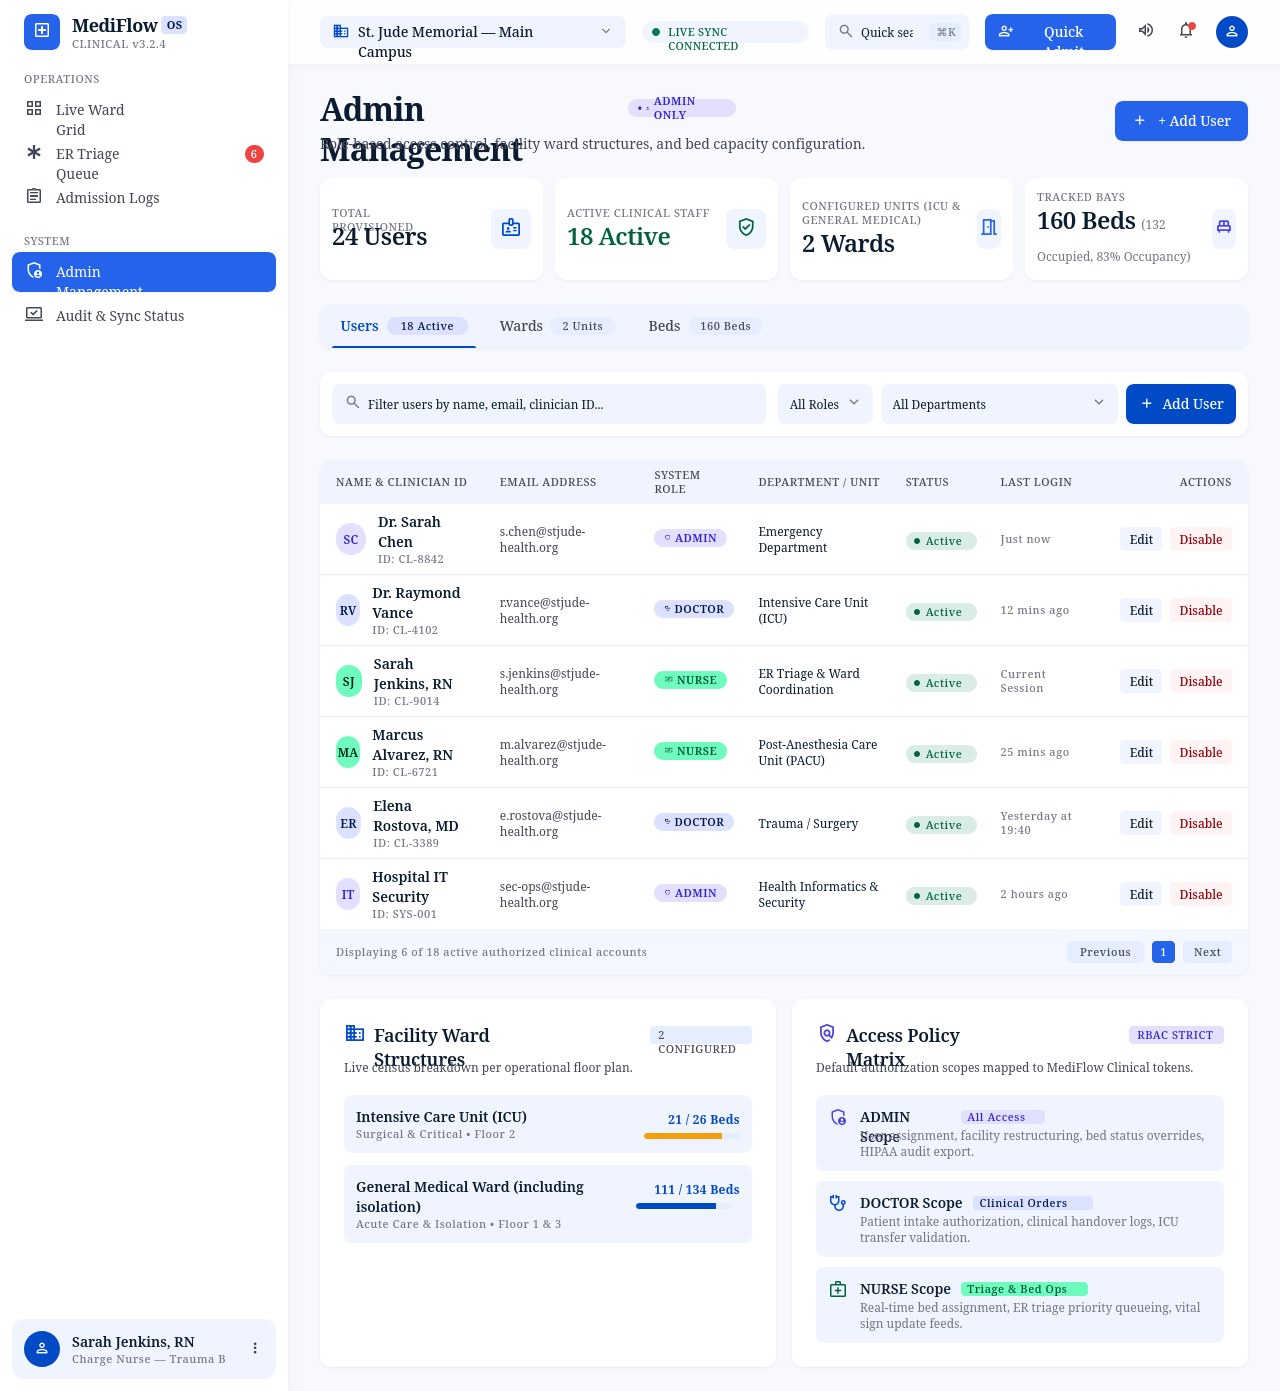 MediFlow OS
CLINICAL v3.2.4
OPERATIONS
Live Ward
Grid
ER Triage
Queue
6
Admission Logs
SYSTEM
Admin
Management
Audit & Sync Status
Sarah Jenkins, RN
Charge Nurse — Trauma B
St. Jude Memorial — Main
Campus
LIVE SYNC
CONNECTED
Quick sea
⌘K
Quick
Admit
Admin
Management
ADMIN
ONLY
Role-based access control, facility ward structures, and bed capacity configuration.
+ Add User
TOTAL
PROVISIONED
24 Users
ACTIVE CLINICAL STAFF
18 Active
CONFIGURED UNITS (ICU &
GENERAL MEDICAL)
2 Wards
TRACKED BAYS
160 Beds (132
Occupied, 83% Occupancy)
Users 18 Active
Wards 2 Units
Beds 160 Beds
Filter users by name, email, clinician ID...
All Roles
All Departments
Add User
NAME & CLINICIAN ID
EMAIL ADDRESS
SYSTEM
ROLE
DEPARTMENT / UNIT
STATUS
LAST LOGIN
ACTIONS
SC
Dr. Sarah
Chen
ID: CL-8842
s.chen@stjude-
health.org
ADMIN
Emergency
Department
Active
Just now
Edit
Disable
RV
Dr. Raymond
Vance
ID: CL-4102
r.vance@stjude-
health.org
DOCTOR
Intensive Care Unit
(ICU)
Active
12 mins ago
Edit
Disable
SJ
Sarah
Jenkins, RN
ID: CL-9014
s.jenkins@stjude-
health.org
NURSE
ER Triage & Ward
Coordination
Active
Current
Session
Edit
Disable
MA
Marcus
Alvarez, RN
ID: CL-6721
m.alvarez@stjude-
health.org
NURSE
Post-Anesthesia Care
Unit (PACU)
Active
25 mins ago
Edit
Disable
ER
Elena
Rostova, MD
ID: CL-3389
e.rostova@stjude-
health.org
DOCTOR
Trauma / Surgery
Active
Yesterday at
19:40
Edit
Disable
IT
Hospital IT
Security
ID: SYS-001
sec-ops@stjude-
health.org
ADMIN
Health Informatics &
Security
Active
2 hours ago
Edit
Disable
Displaying 6 of 18 active authorized clinical accounts
Previous
1
Next
Facility Ward
Structures
2
CONFIGURED
Live census breakdown per operational floor plan.
Intensive Care Unit (ICU)
Surgical & Critical • Floor 2
21 / 26 Beds
General Medical Ward (including
isolation)
Acute Care & Isolation • Floor 1 & 3
111 / 134 Beds
Access Policy
Matrix
RBAC STRICT
Default authorization scopes mapped to MediFlow Clinical tokens.
ADMIN
Scope
All Access
User assignment, facility restructuring, bed status overrides,
HIPAA audit export.
DOCTOR Scope
Clinical Orders
Patient intake authorization, clinical handover logs, ICU
transfer validation.
NURSE Scope
Triage & Bed Ops
Real-time bed assignment, ER triage priority queueing, vital
sign update feeds.